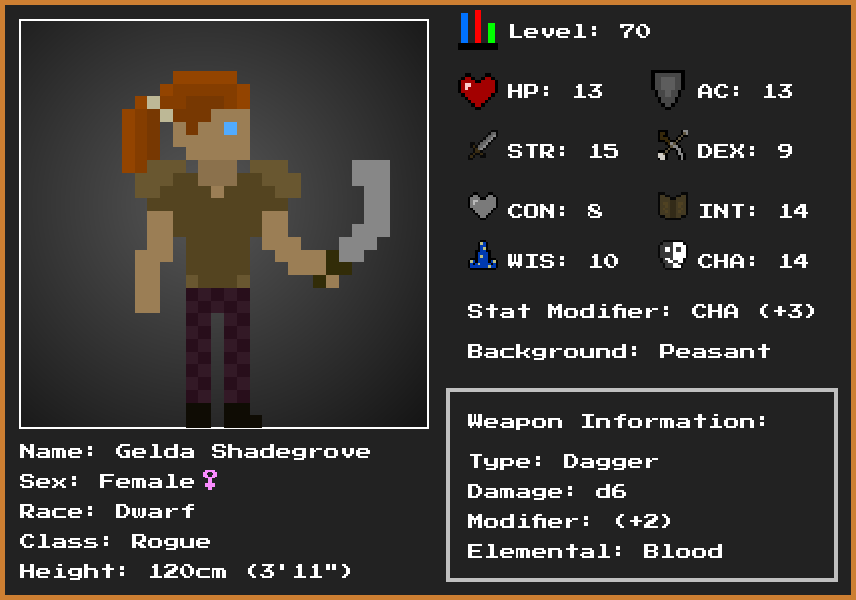 Level: 70
HP: 13
AC: 13
STR: 15
DEX: 9
CON: 8
INT: 14
WIS: 10
CHA: 14
Stat Modifier: CHA (+3)
Background: Peasant
Weapon Information:
Type: Dagger
Damage: d6
Modifier: (+2)
Elemental: Blood
Name: Gelda Shadegrove
Sex: Female♀
Race: Dwarf
Class: Rogue
Height: 120cm (3'11")